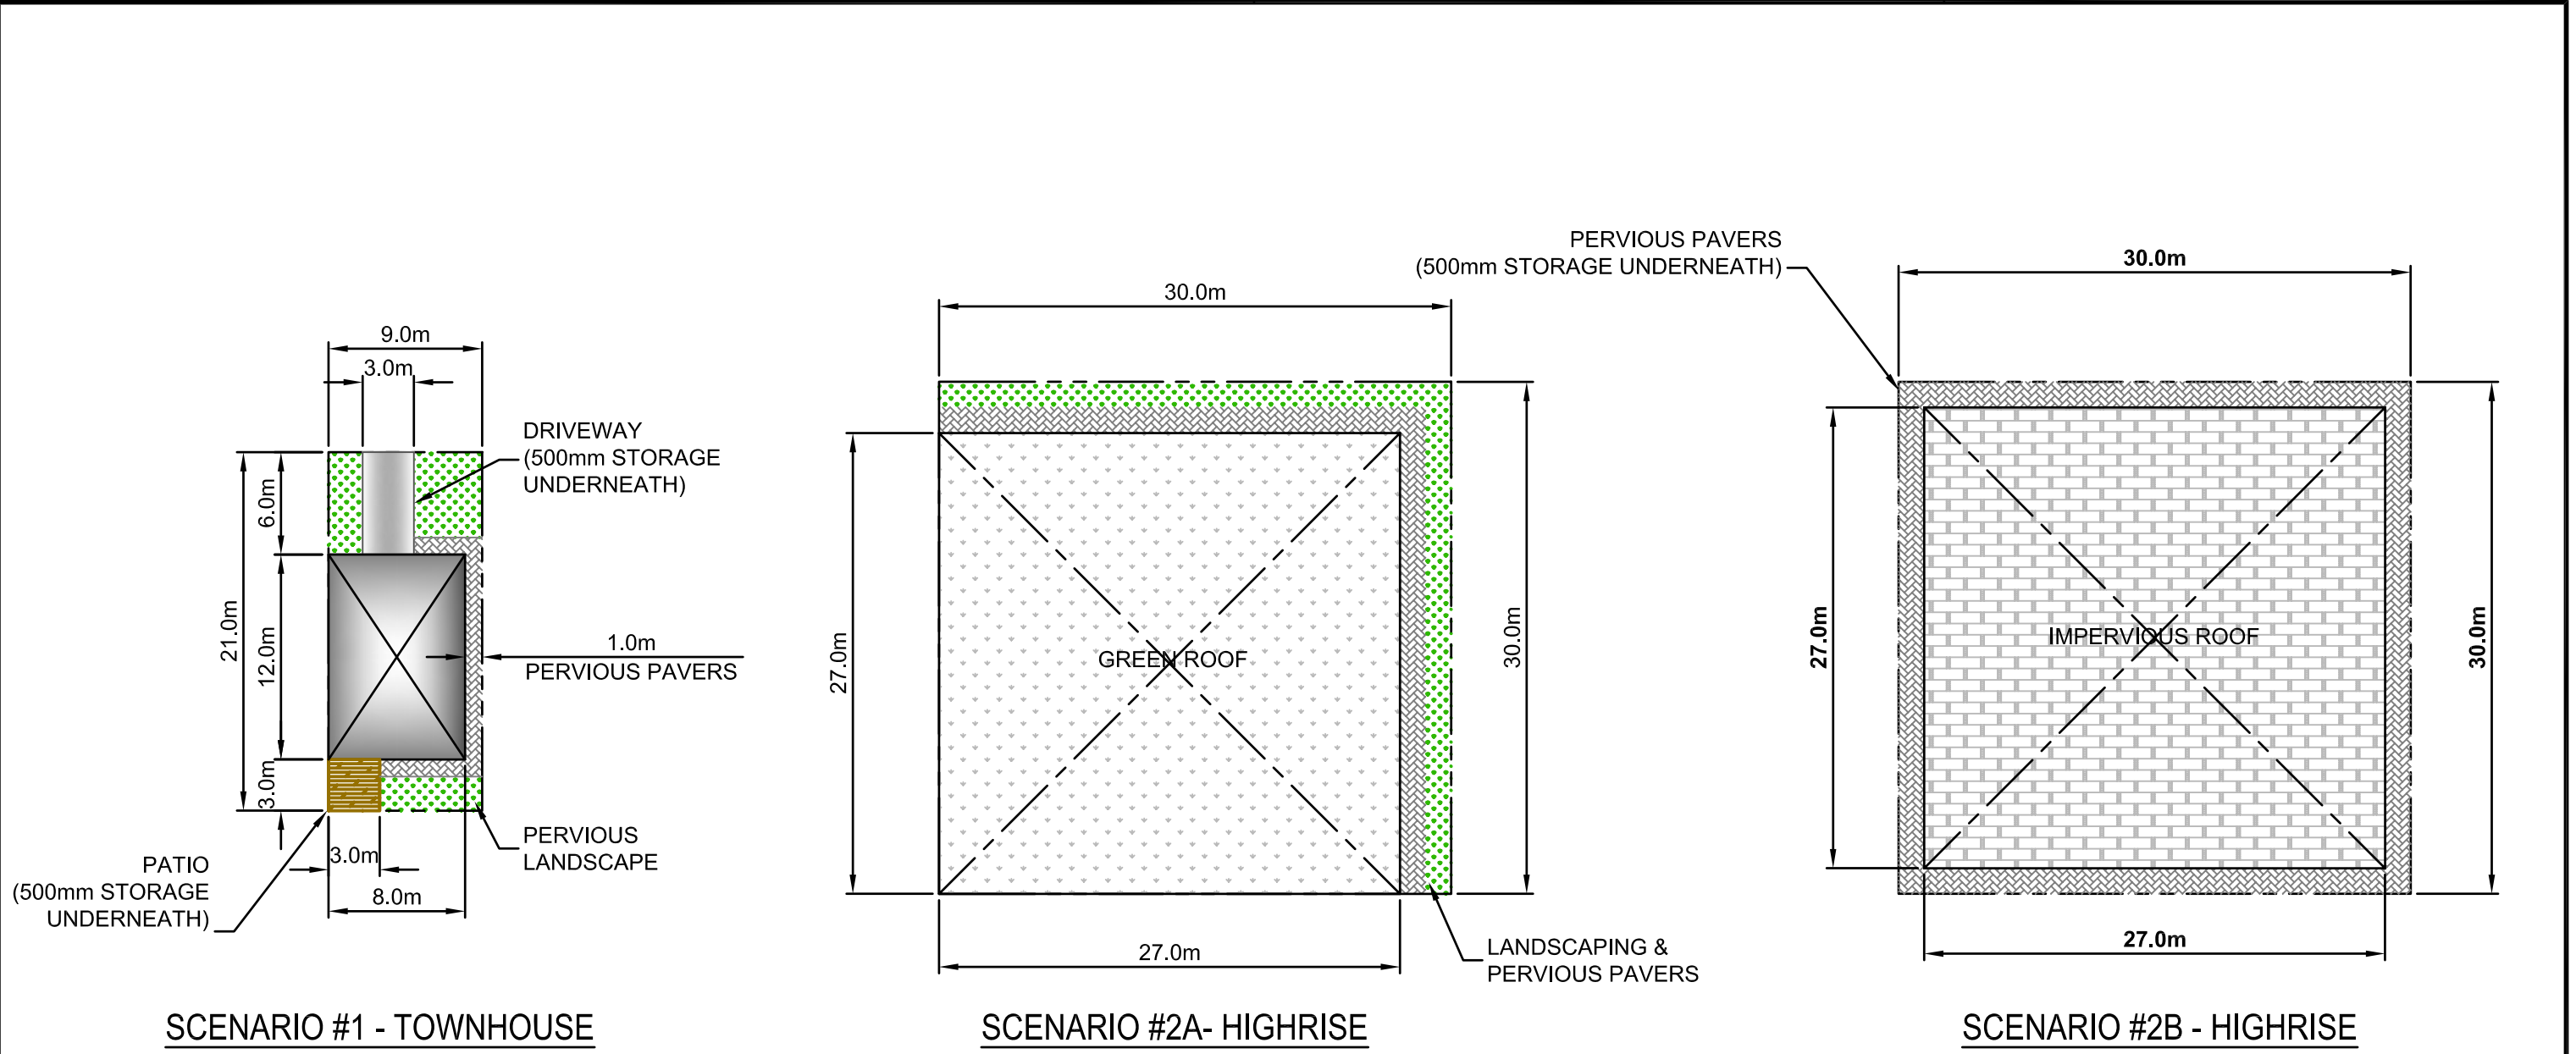 9.0m
3.0m
DRIVEWAY
(500mm STORAGE
UNDERNEATH)
6.0m
21.0m
12.0m
1.0m
PERVIOUS PAVERS
3.0m
PERVIOUS
LANDSCAPE
PATIO
(500mm STORAGE
UNDERNEATH)
3.0m
8.0m
SCENARIO #1 - TOWNHOUSE
30.0m
27.0m
GREEN ROOF
30.0m
27.0m
LANDSCAPING &
PERVIOUS PAVERS
SCENARIO #2A- HIGHRISE
PERVIOUS PAVERS
(500mm STORAGE UNDERNEATH)
30.0m
27.0m
IMPERVIOUS ROOF
30.0m
27.0m
SCENARIO #2B - HIGHRISE